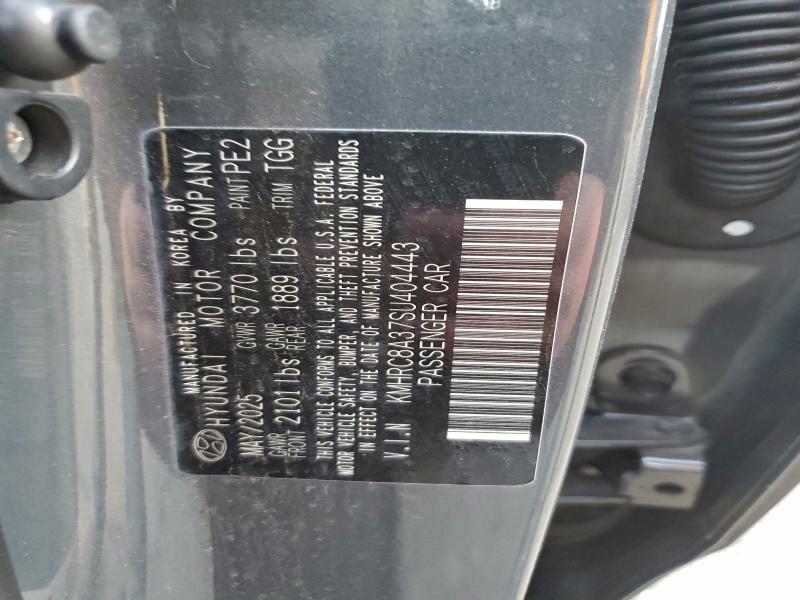 MANUFACTURED IN KOREA BY
HYUNDAI MOTOR COMPANY
MAY/2025 GVWR 3770 lbs PAINT PE2
GAWR FRONT 2101 lbs GAWR REAR 1889 lbs TRIM TGG
THIS VEHICLE CONFORMS TO ALL APPLICABLE U.S.A. FEDERAL
MOTOR VEHICLE SAFETY, BUMPER AND THEFT PREVENTION STANDARDS
IN EFFECT ON THE DATE OF MANUFACTURE SHOWN ABOVE
V.I.N KMHRC8A37SU404443
PASSENGER CAR